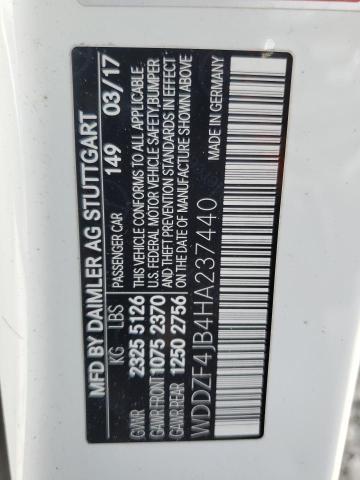 MFD BY DAIMLER AG STUTTGART
PASSENGER CAR 149 03/17
KG LBS
GVWR 2325 5126
GAWR FRONT 1075 2370
GAWR REAR 1250 2756
THIS VEHICLE CONFORMS TO ALL APPLICABLE
U.S. FEDERAL MOTOR VEHICLE SAFETY, BUMPER
AND THEFT PREVENTION STANDARDS IN EFFECT
ON THE DATE OF MANUFACTURE SHOWN ABOVE
WDDZF4JB4HA237440
MADE IN GERMANY